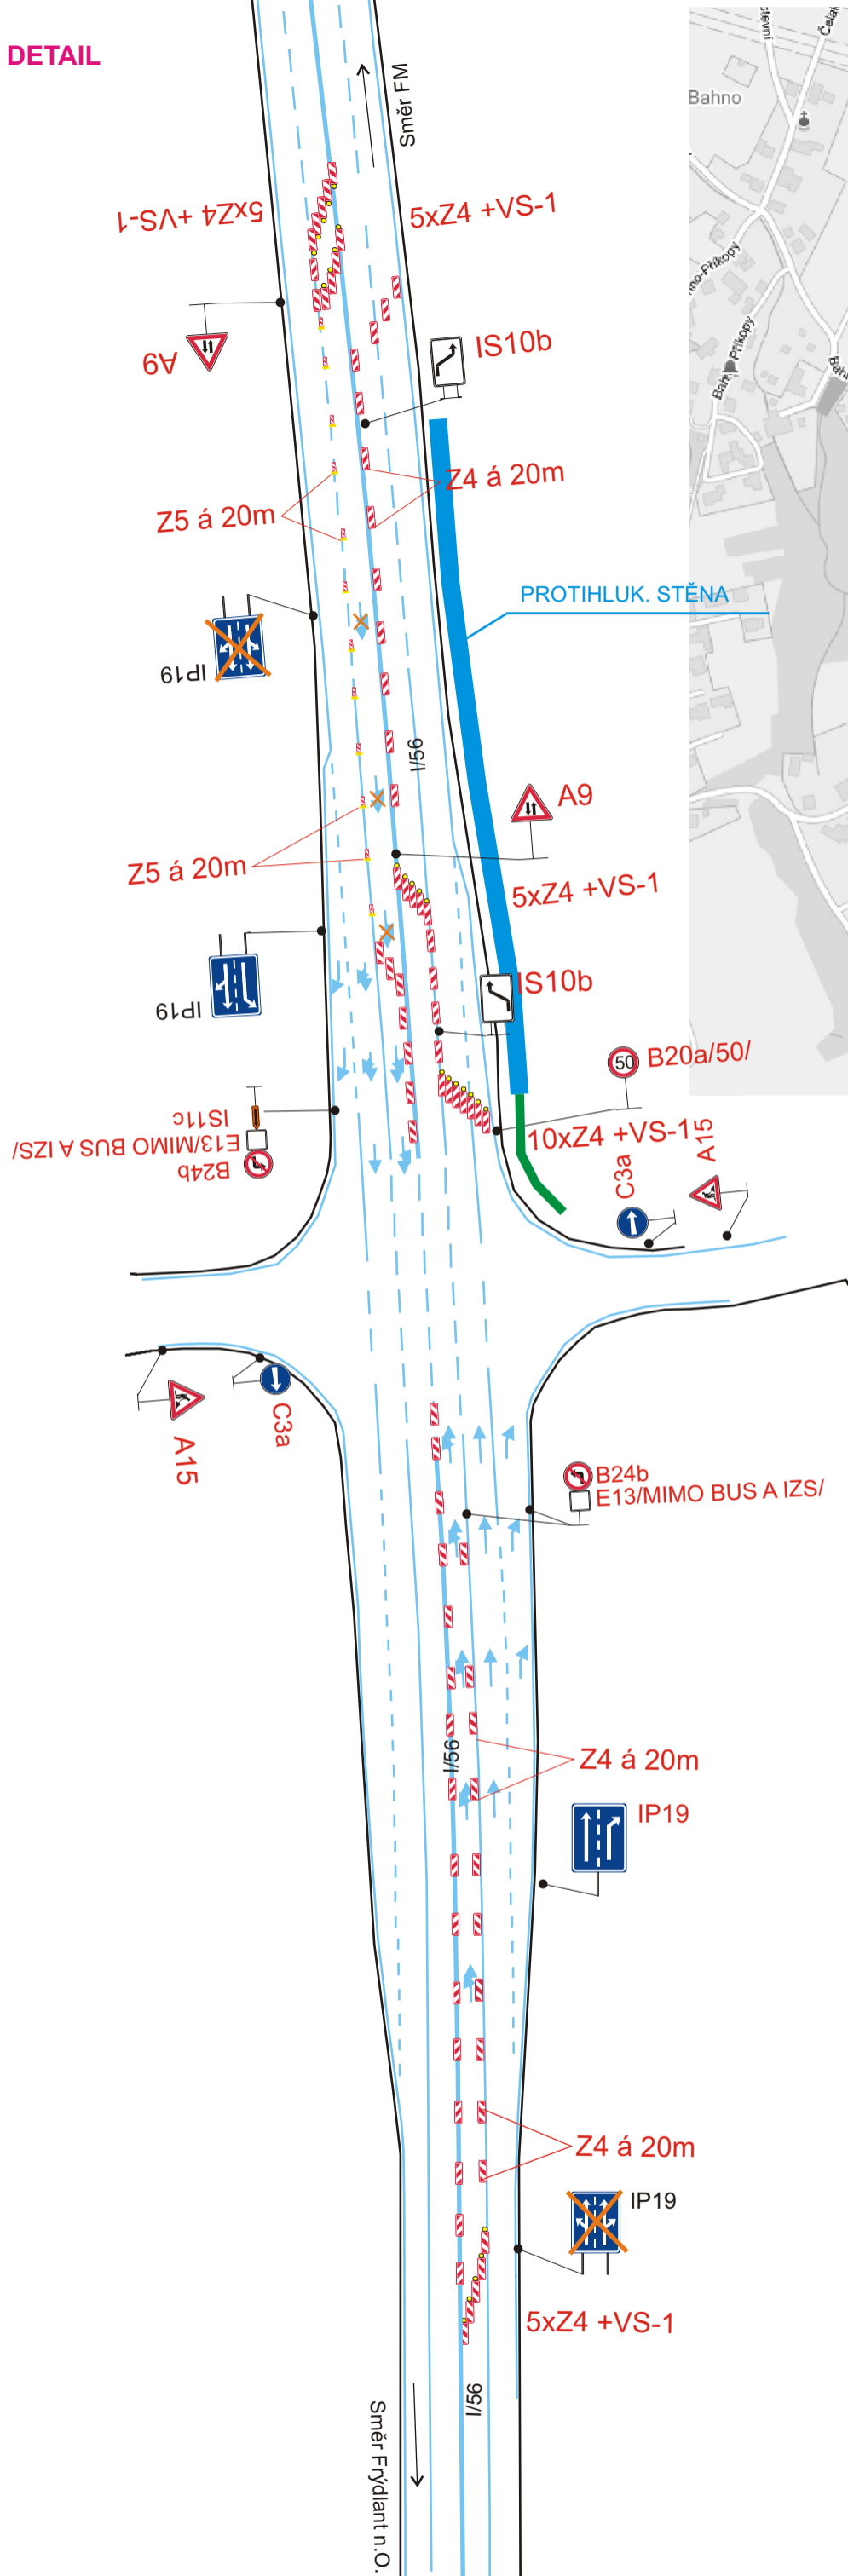 DETAIL
Směr FM
5xZ4 +VS-1
5xZ4 +VS-1
A9
IS10b
Z4 á 20m
Z5 á 20m
PROTIHLUK. STĚNA
IP19
I/56
A9
Z5 á 20m
5xZ4 +VS-1
IP19
IS10b
50
B20a/50/
IS11c
E13/MIMO BUS A IZS/
B24b
10xZ4 +VS-1
A15
C3a
A15
C3a
B24b
E13/MIMO BUS A IZS/
I/56
Z4 á 20m
IP19
Z4 á 20m
IP19
5xZ4 +VS-1
I/56
Směr Frýdlant n.O.
Bahno